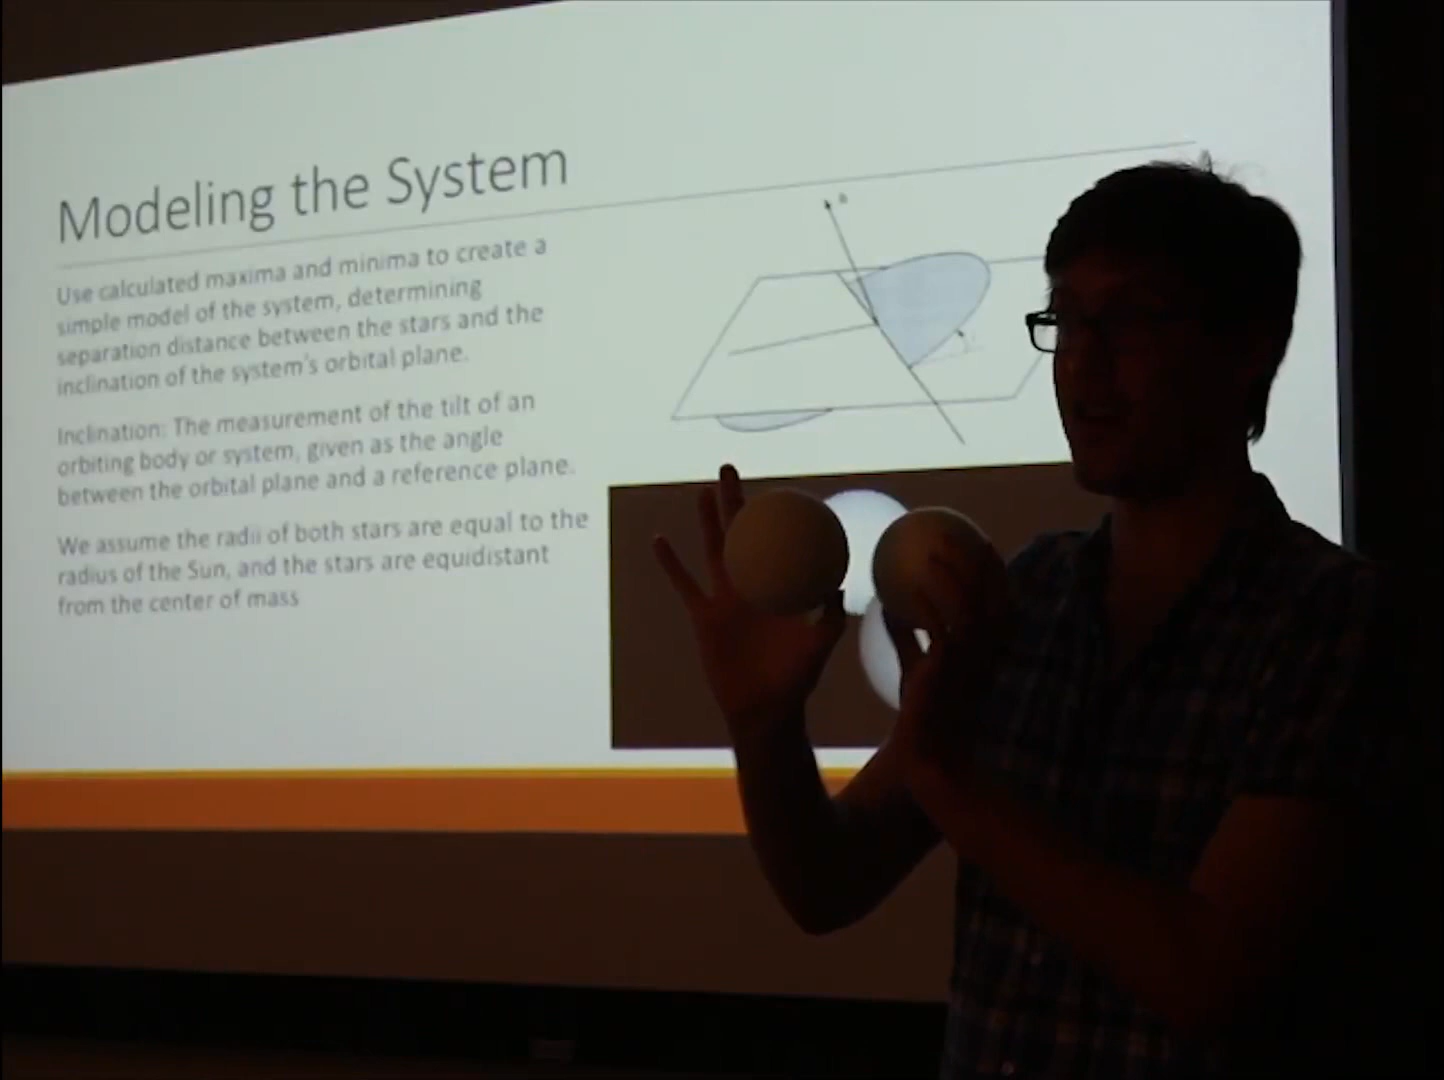 Modeling the System
Use calculated maxima and minima to create a
simple model of the system, determining
separation distance between the stars and the
inclination of the system's orbital plane.
Inclination: The measurement of the tilt of an
orbiting body or system, given as the angle
between the orbital plane and a reference plane.
We assume the radii of both stars are equal to the
radius of the Sun, and the stars are equidistant
from the center of mass